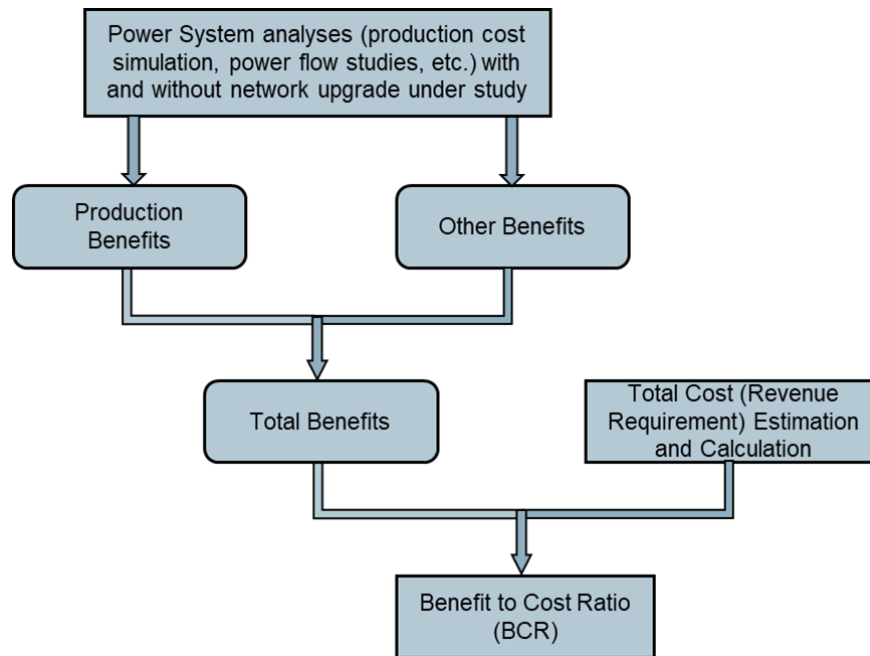 Power System analyses (production cost
simulation, power flow studies, etc.) with
and without network upgrade under study
Production
Benefits
Other Benefits
Total Benefits
Total Cost (Revenue
Requirement) Estimation
and Calculation
Benefit to Cost Ratio
(BCR)